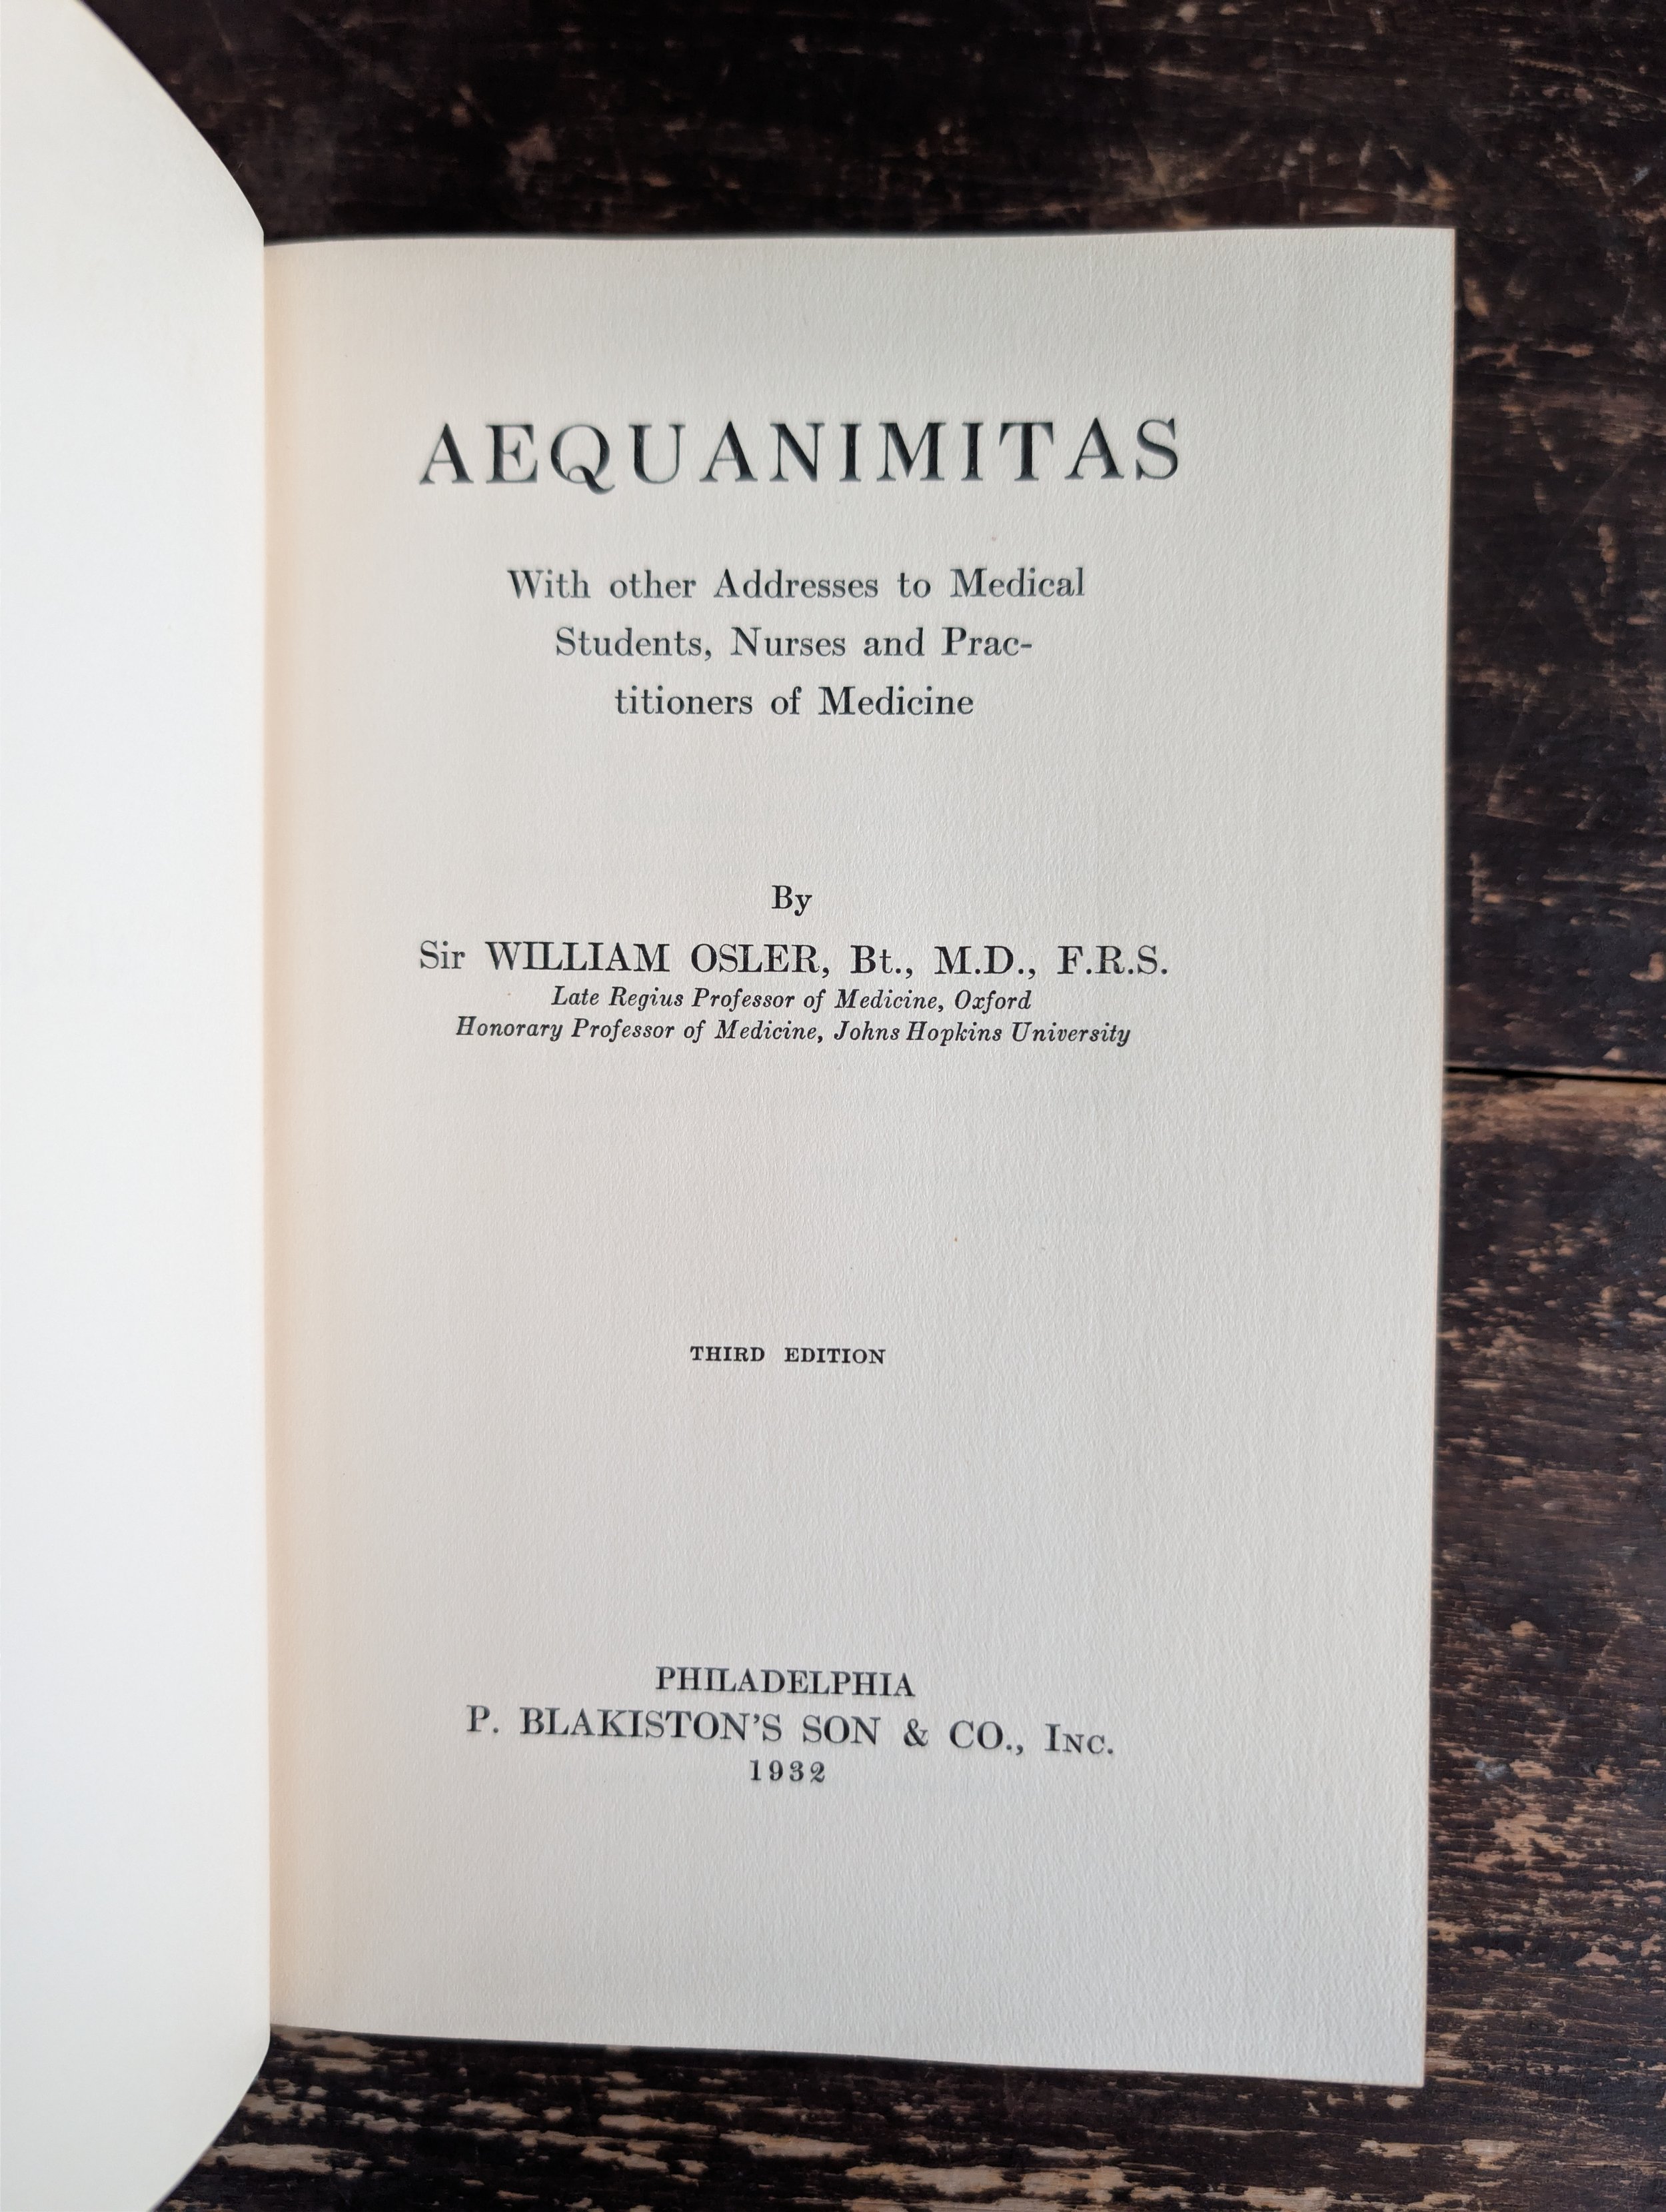 AEQUANIMITAS
With other Addresses to Medical
Students, Nurses and Prac-
titioners of Medicine
By
Sir WILLIAM OSLER, Bt., M.D., F.R.S.
Late Regius Professor of Medicine, Oxford
Honorary Professor of Medicine, Johns Hopkins University
THIRD EDITION
PHILADELPHIA
P. BLAKISTON'S SON & CO., INC.
1932